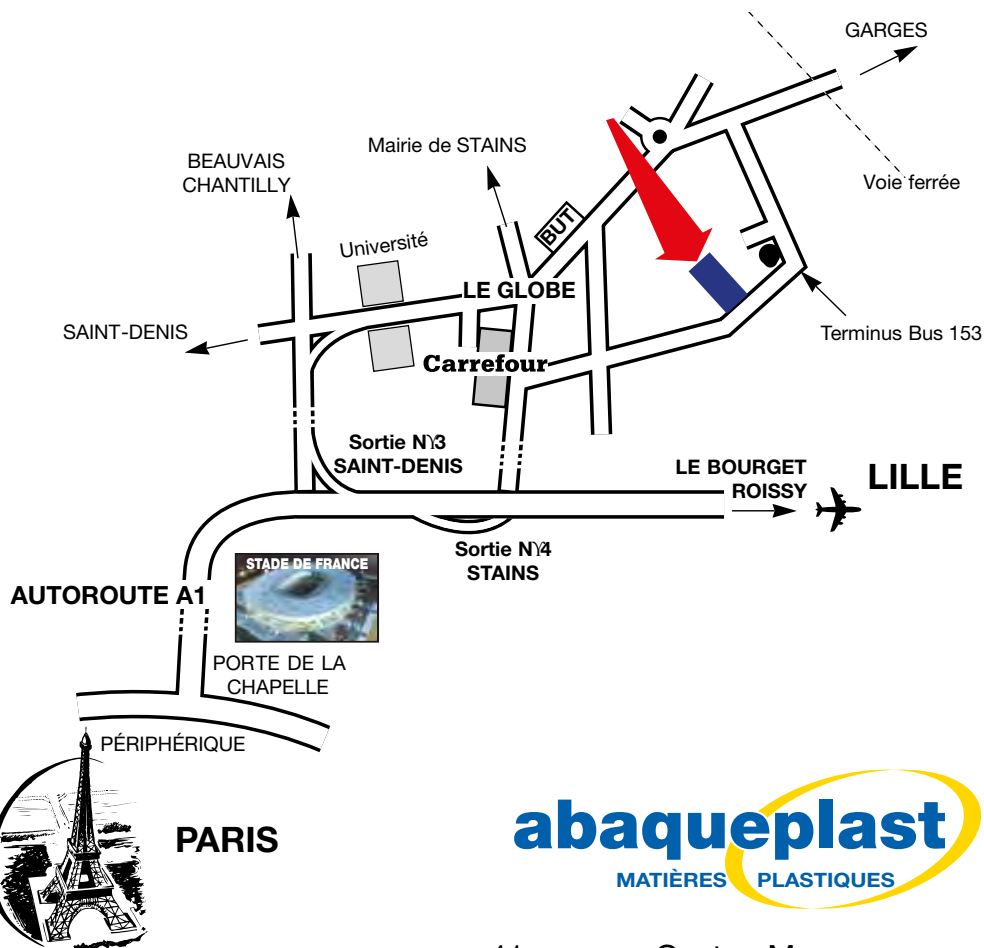 GARGES
Mairie de STAINS
BEAUVAIS
CHANTILLY
Voie ferrée
BUT
Université
LE GLOBE
SAINT-DENIS
Terminus Bus 153
Carrefour
Sortie N\3
SAINT-DENIS
LE BOURGET
ROISSY
LILLE
Sortie N\4
STAINS
STADE DE FRANCE
AUTOROUTE A1
PORTE DE LA
CHAPELLE
PÉRIPHÉRIQUE
PARIS
abaqueplast
MATIÈRES PLASTIQUES